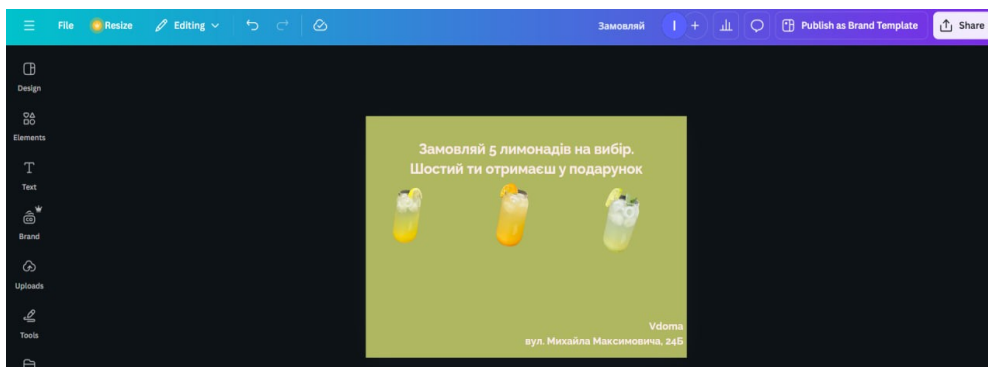 File
Resize
Editing
Замовляй
I
+
Publish as Brand Template
Share
Design
Elements
Text
Brand
Uploads
Tools
Замовляй 5 лимонадів на вибір.
Шостий ти отримаєш у подарунок
Vdoma
вул. Михайла Максимовича, 24Б